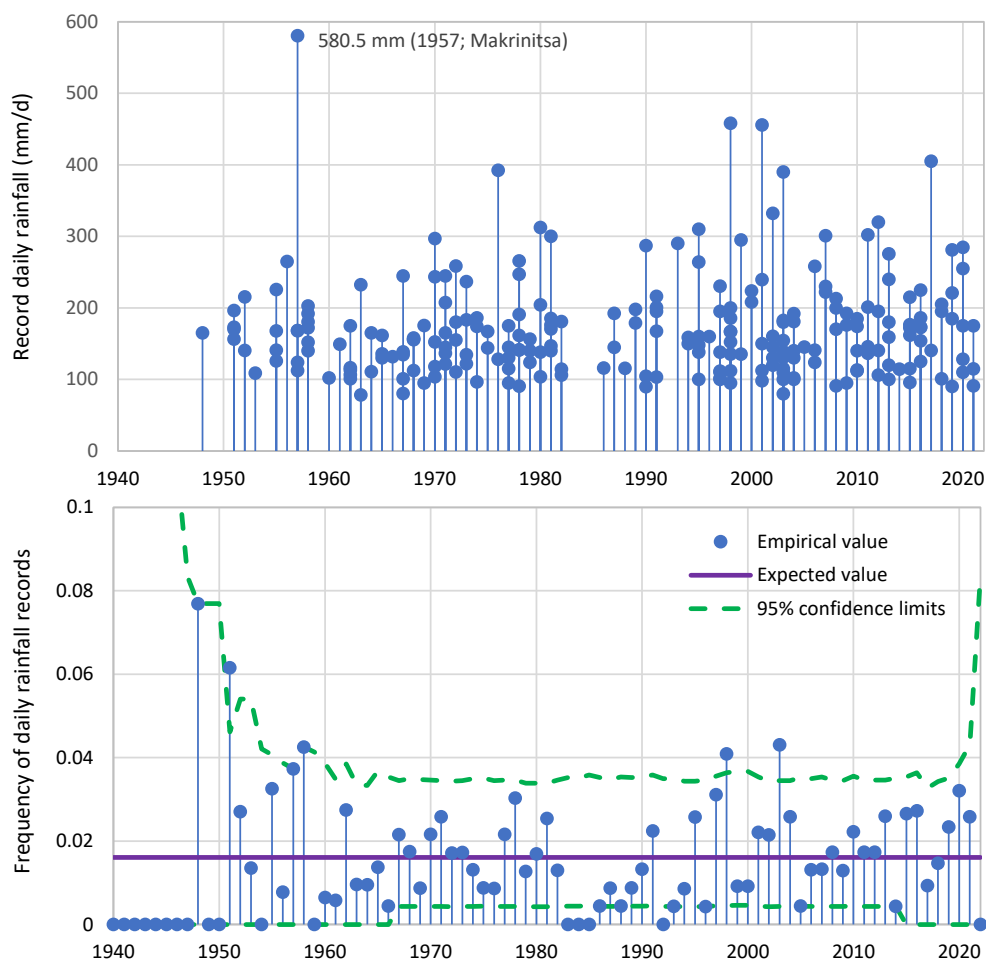 Record daily rainfall (mm/d)
600
500
400
300
200
100
0
580.5 mm (1957; Makrinitsa)
1940 1950 1960 1970 1980 1990 2000 2010 2020
Frequency of daily rainfall records
0.1
0.08
0.06
0.04
0.02
0
Empirical value
Expected value
95% confidence limits
1940 1950 1960 1970 1980 1990 2000 2010 2020